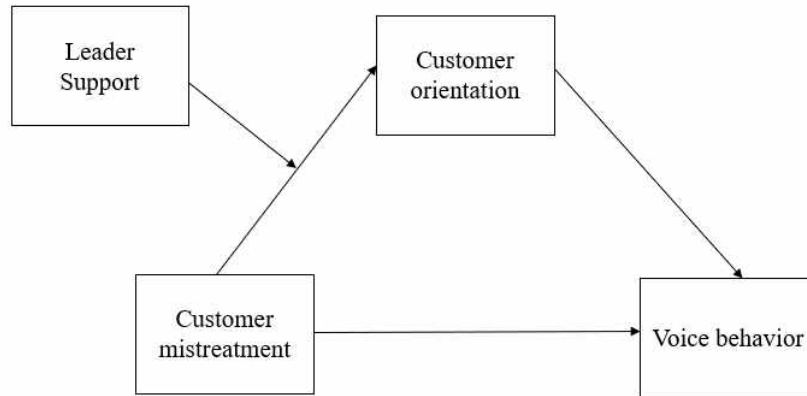 Leader
Support
Customer
orientation
Customer
mistreatment
Voice behavior